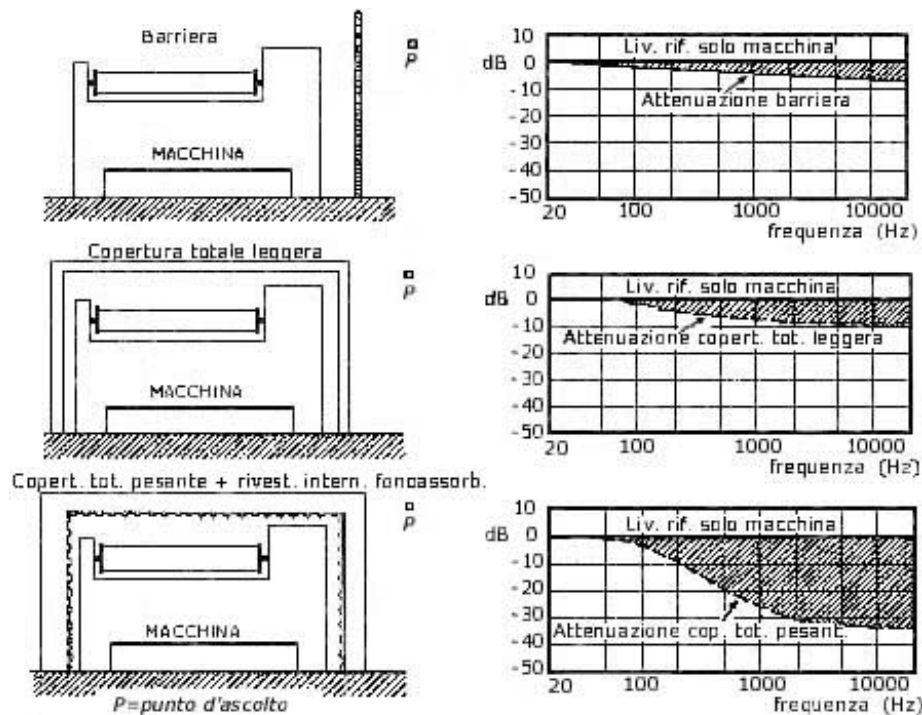 Barriera
P
MACCHINA
10
dB 0
-10
-20
-30
-40
-50
Liv. rif. solo macchina
Attenuazione barriera
20 100 1000 10000
frequenza (Hz)
Copertura totale leggera
P
MACCHINA
10
dB 0
-10
-20
-30
-40
-50
Liv. rif. solo macchina
Attenuazione copert. tot. leggera
20 100 1000 10000
frequenza (Hz)
Copert. tot. pesante + rivest. intern. fonoassorb.
P
MACCHINA
P=punto d'ascolto
10
dB 0
-10
-20
-30
-40
-50
Liv. rif. solo macchina
Attenuazione cop. tot. pesant.
20 100 1000 10000
frequenza (Hz)